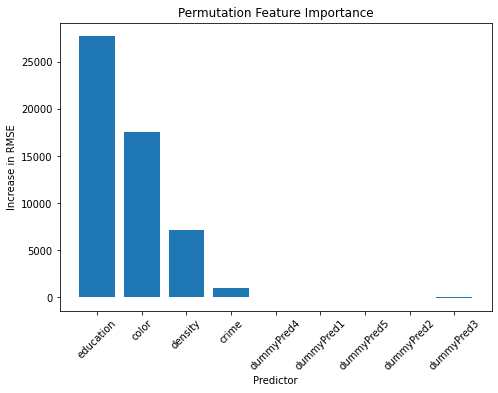 Permutation Feature Importance
Increase in RMSE
25000
20000
15000
10000
5000
0
education
color
density
crime
dummyPred4
dummyPred1
dummyPred5
dummyPred2
dummyPred3
Predictor